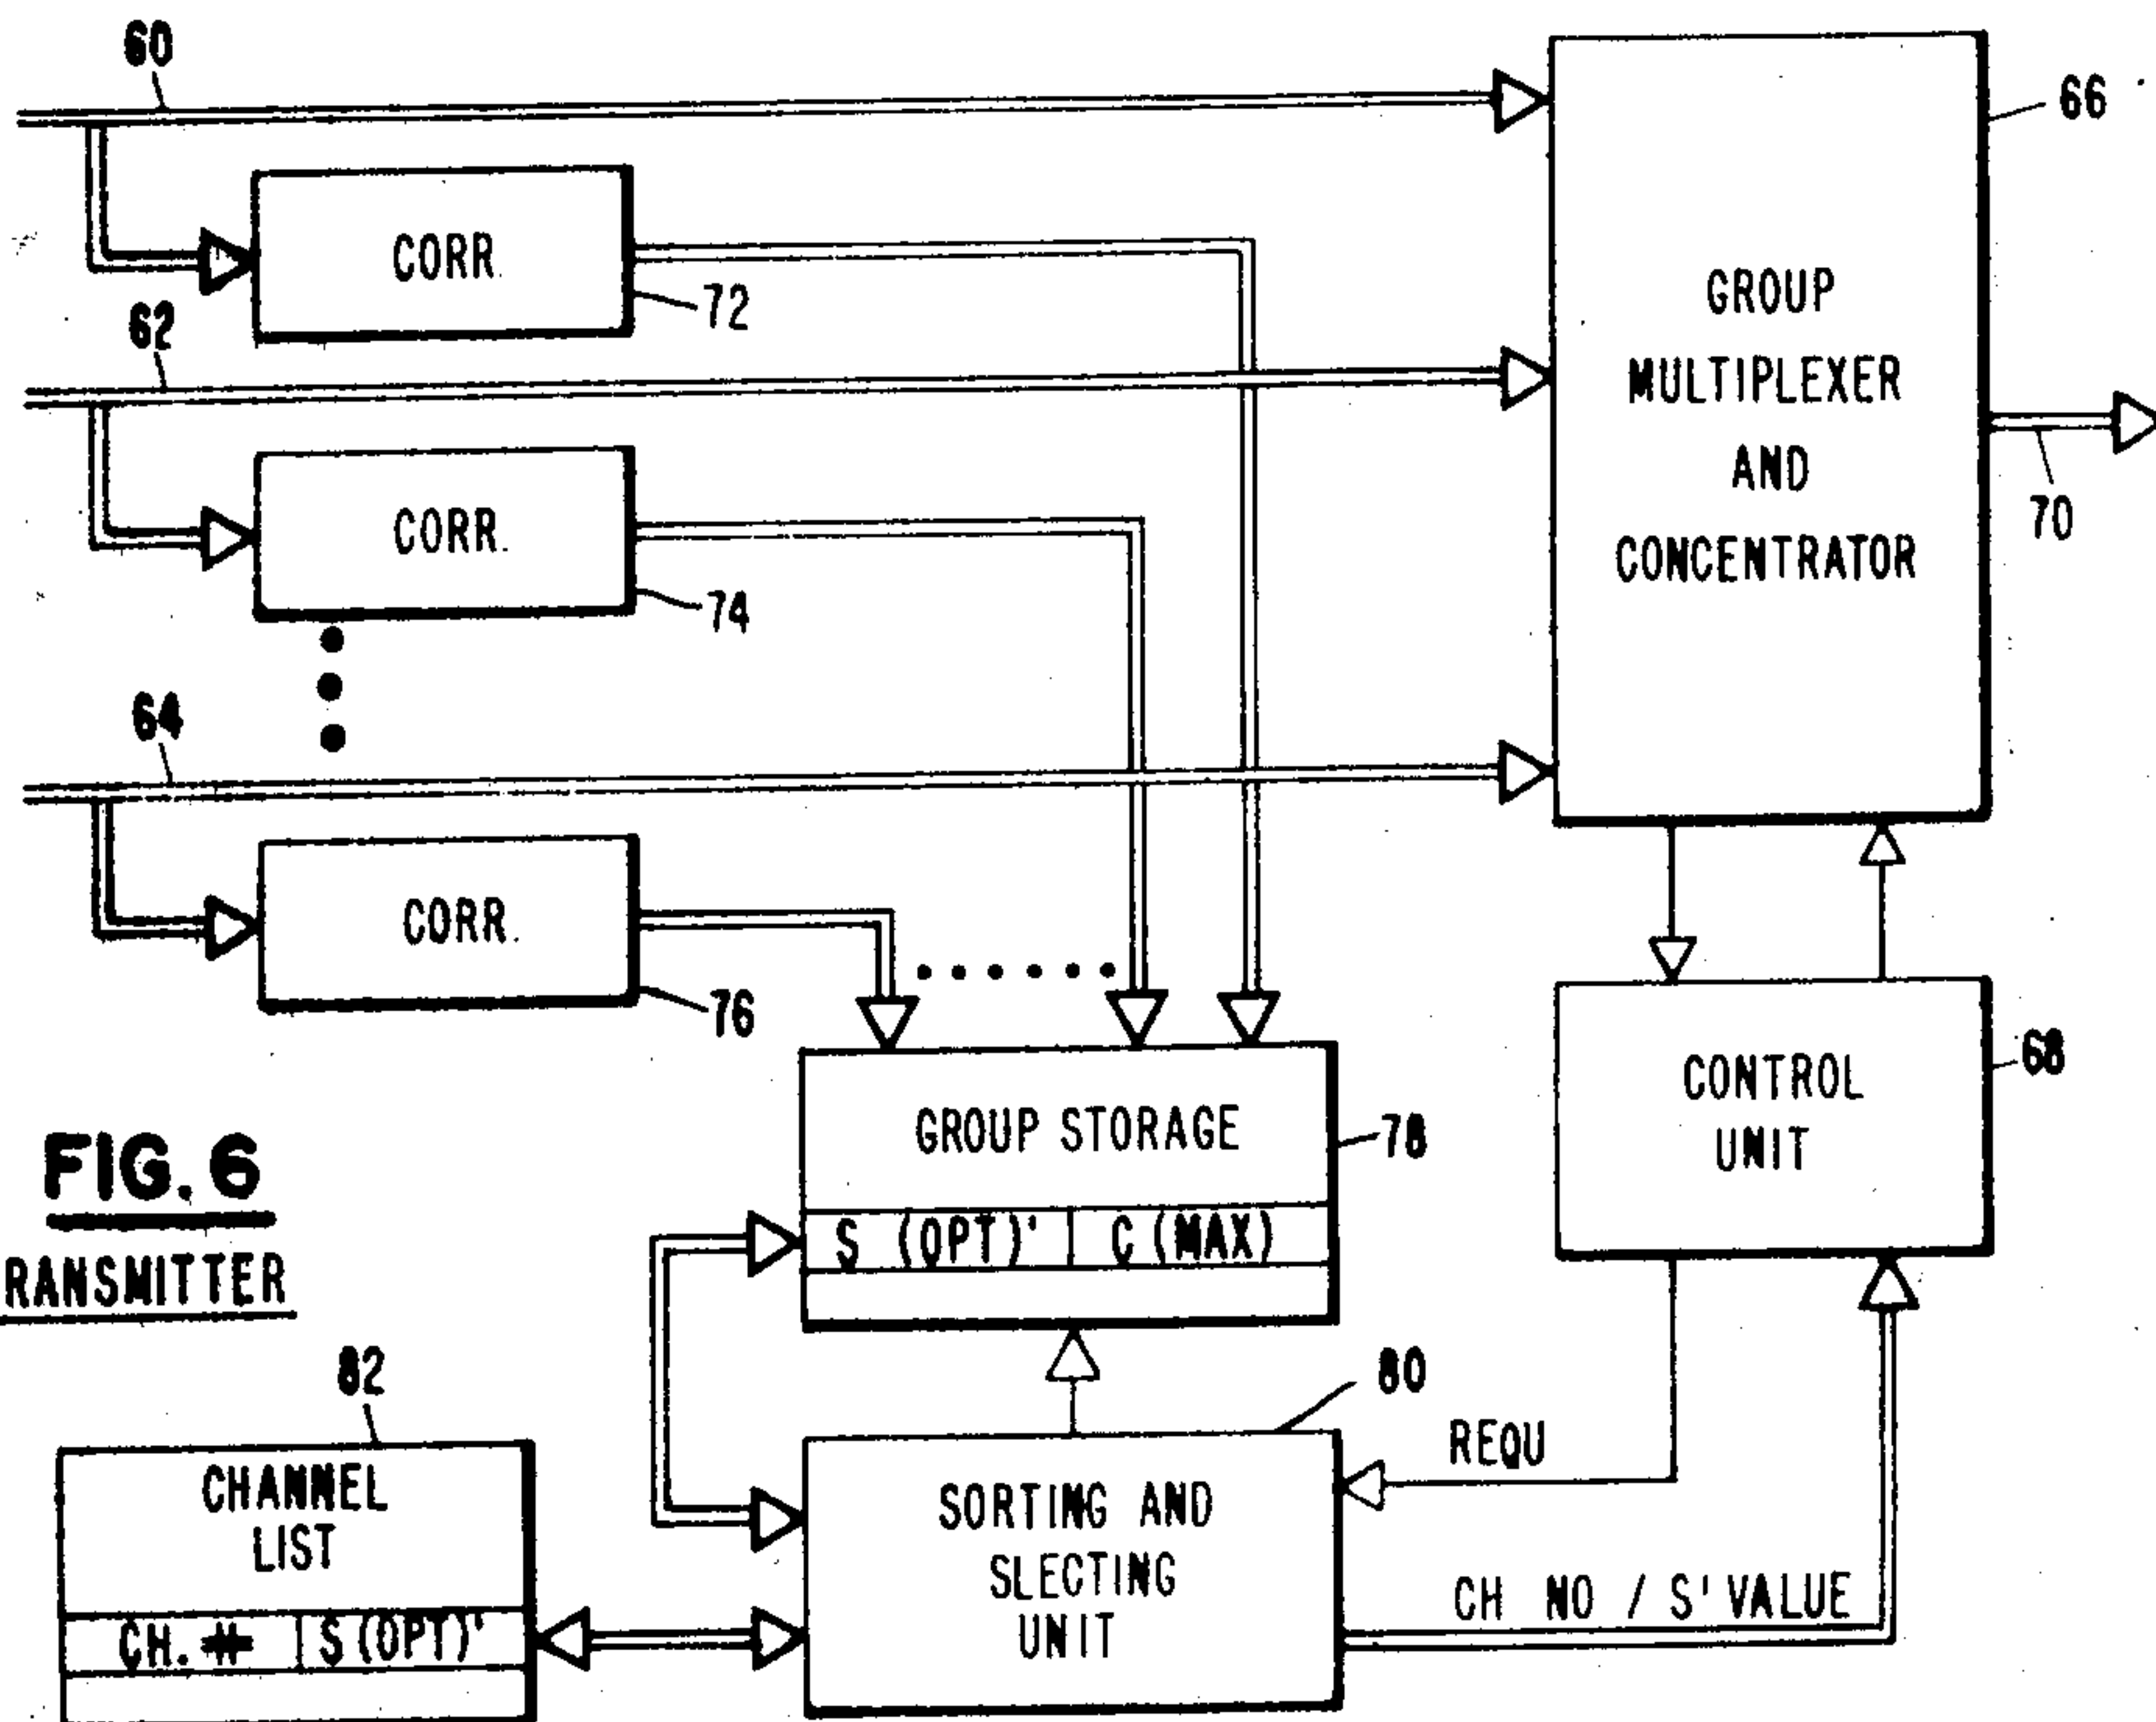 60
66
CORR.
72
62
GROUP
MULTIPLEXER
AND
CONCENTRATOR
70
CORR.
74
64
CORR.
76
CONTROL
UNIT
68
GROUP STORAGE
78
S (OPT)' C (MAX)
FIG. 6
RANSMITTER
82
80
CHANNEL
LIST
CH. # S (OPT)'
SORTING AND
SLECTING
UNIT
REQU
CH NO / S' VALUE